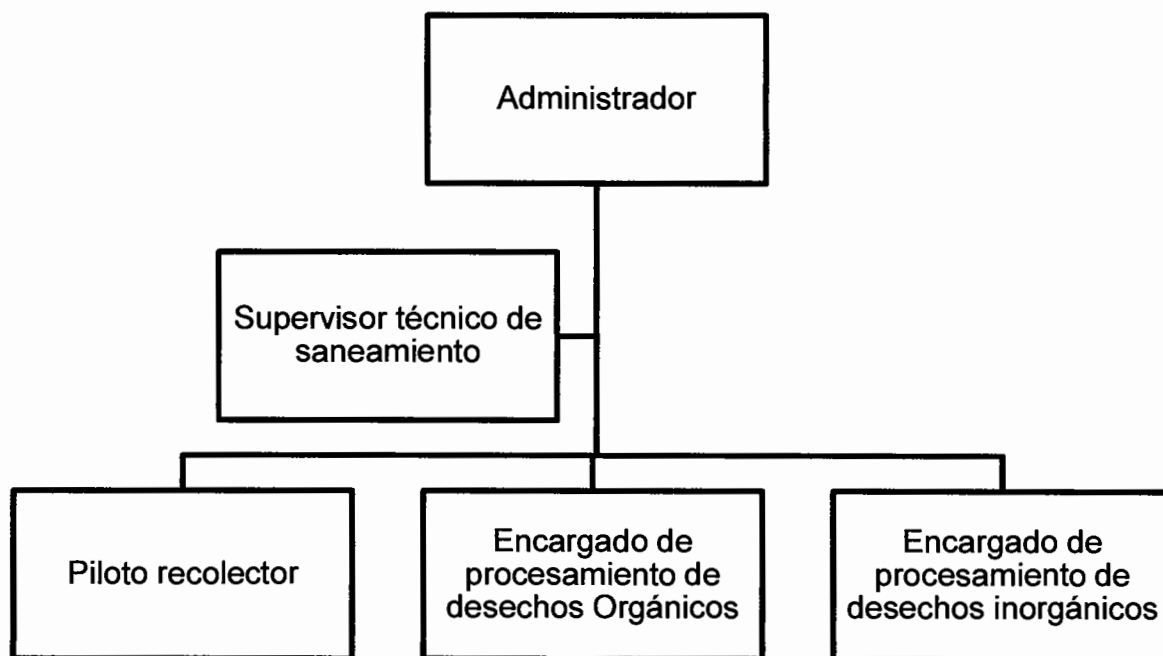 Administrador
Supervisor técnico de
saneamiento
Piloto recolector
Encargado de
procesamiento de
desechos Orgánicos
Encargado de
procesamiento de
desechos inorgánicos